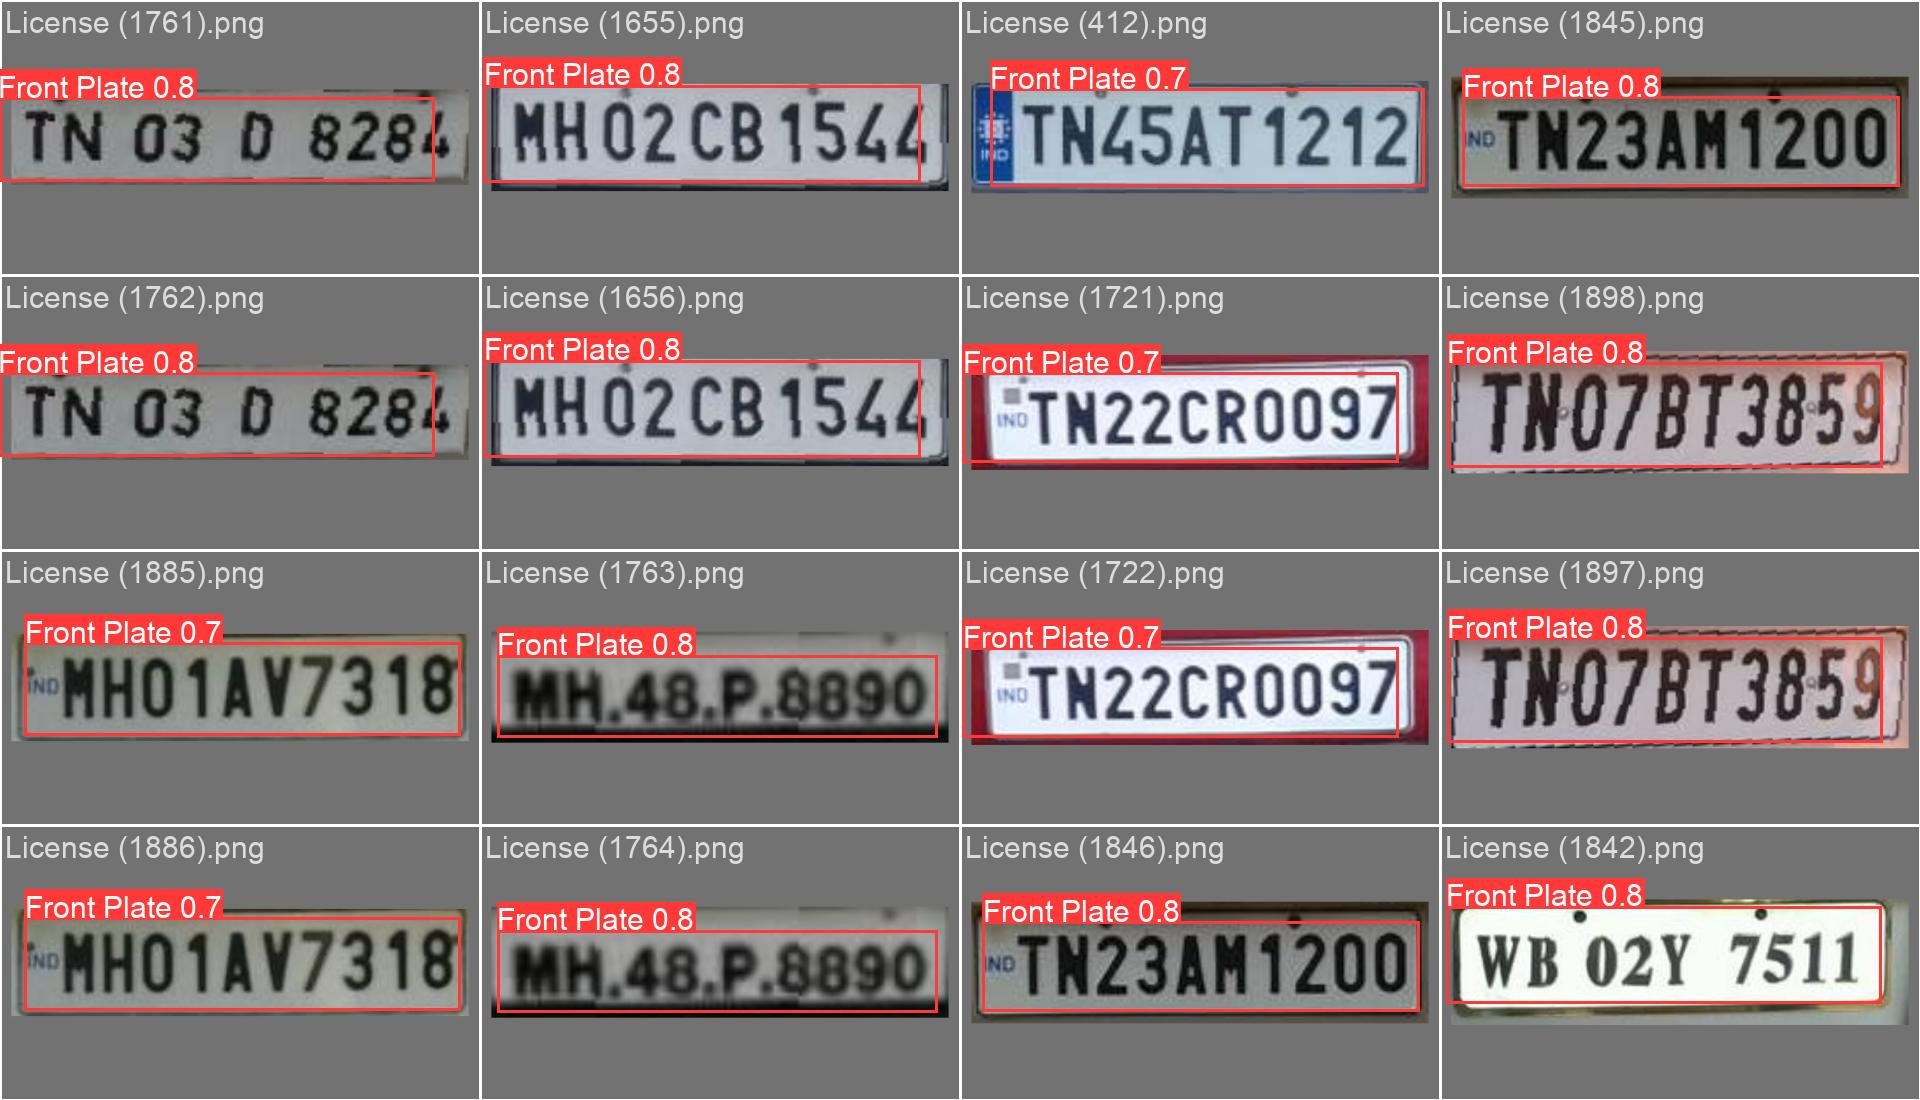 License (1761).png
Front Plate 0.8
TN 03 D 8284
License (1655).png
Front Plate 0.8
MH02CB1544
License (412).png
Front Plate 0.7
IND
TN45AT1212
License (1845).png
Front Plate 0.8
IND TN23AM1200
License (1762).png
Front Plate 0.8
TN 03 D 8284
License (1656).png
Front Plate 0.8
MH02CB1544
License (1721).png
Front Plate 0.7
IND TN22CR0097
License (1898).png
Front Plate 0.8
TN07BT3859
License (1885).png
Front Plate 0.7
IND MH01AV7318
License (1763).png
Front Plate 0.8
MH.48.P.8890
License (1722).png
Front Plate 0.7
IND TN22CR0097
License (1897).png
Front Plate 0.8
TN07BT3859
License (1886).png
Front Plate 0.7
IND MH01AV7318
License (1764).png
Front Plate 0.8
MH.48.P.8890
License (1846).png
Front Plate 0.8
IND TN23AM1200
License (1842).png
Front Plate 0.8
WB 02Y 7511